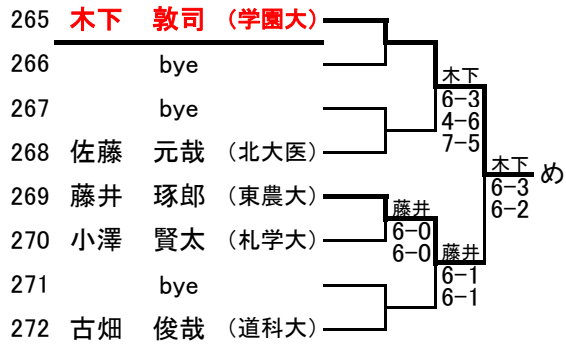 265 木下 敦司 (学園大)
266 bye
267 bye
268 佐藤 元哉 (北大医)
269 藤井 琢郎 (東農大)
270 小澤 賢太 (札学大)
271 bye
272 古畑 俊哉 (道科大)
藤井
6-0
6-0
木下
6-3
4-6
7-5
藤井
6-1
6-1
木下
6-3
6-2
め